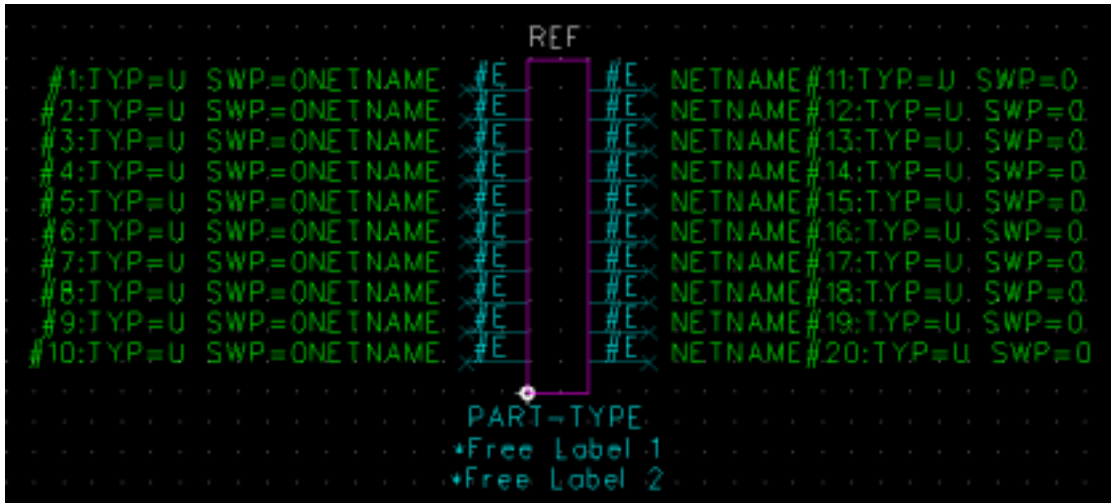 REF
#1:TYP=U SWP=0NETNAME #E #E NETNAME#11:TYP=U SWP=0
#2:TYP=U SWP=0NETNAME #E #E NETNAME#12:TYP=U SWP=0
#3:TYP=U SWP=0NETNAME #E #E NETNAME#13:TYP=U SWP=0
#4:TYP=U SWP=0NETNAME #E #E NETNAME#14:TYP=U SWP=0
#5:TYP=U SWP=0NETNAME #E #E NETNAME#15:TYP=U SWP=0
#6:TYP=U SWP=0NETNAME #E #E NETNAME#16:TYP=U SWP=0
#7:TYP=U SWP=0NETNAME #E #E NETNAME#17:TYP=U SWP=0
#8:TYP=U SWP=0NETNAME #E #E NETNAME#18:TYP=U SWP=0
#9:TYP=U SWP=0NETNAME #E #E NETNAME#19:TYP=U SWP=0
#10:TYP=U SWP=0NETNAME #E #E NETNAME#20:TYP=U SWP=0
PART-TYPE
*Free Label 1
*Free Label 2